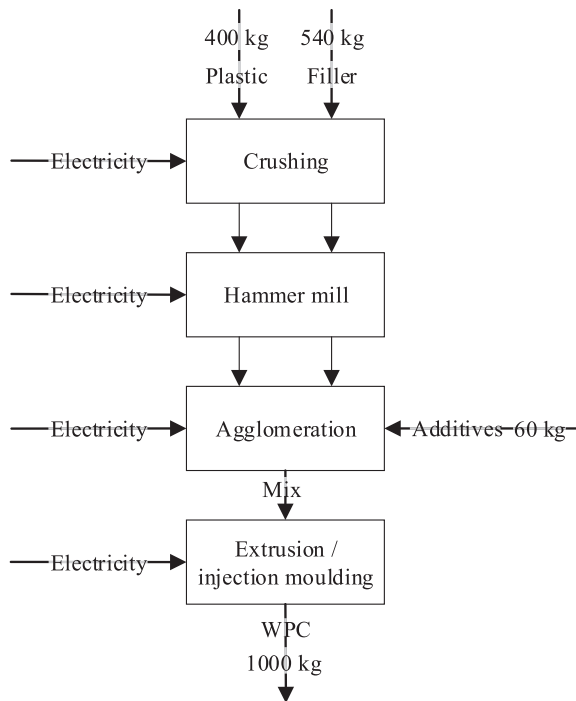 400 kg 540 kg
Plastic Filler
Electricity Crushing
Electricity Hammer mill
Electricity Agglomeration Additives 60 kg
Mix
Extrusion /
Electricity injection moulding
WPC
1000 kg